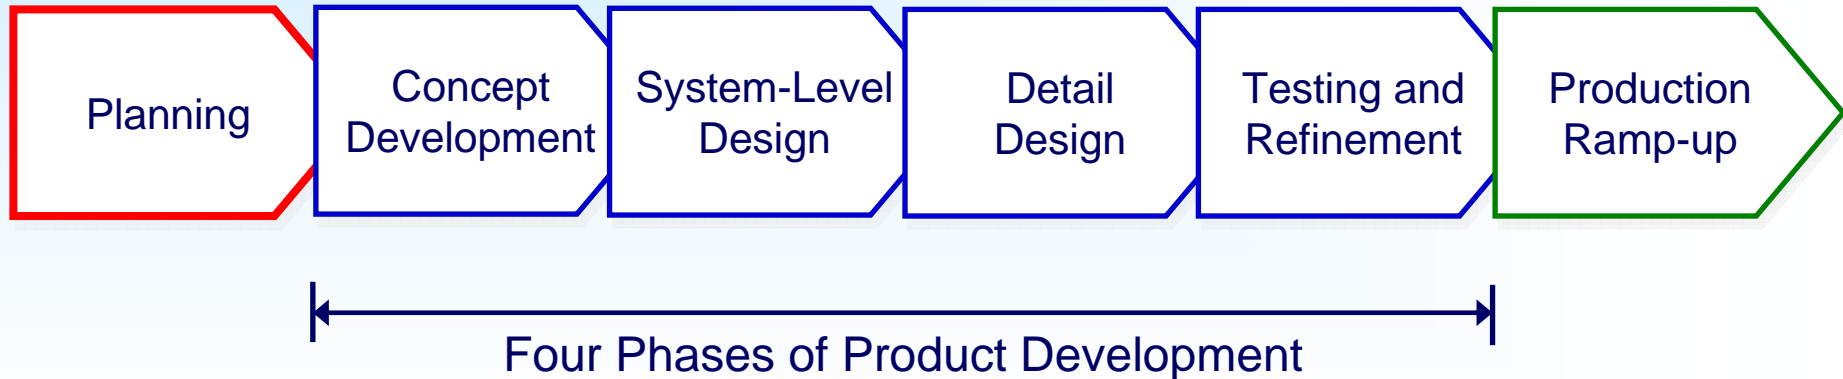 Planning
Concept
Development
System-Level
Design
Detail
Design
Testing and
Refinement
Production
Ramp-up
Four Phases of Product Development